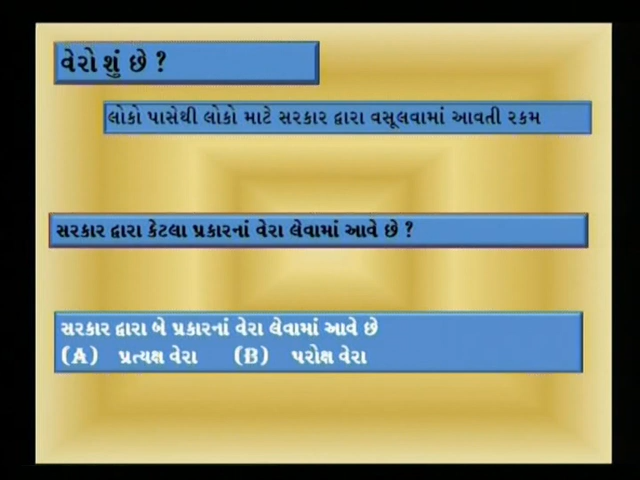 વેરો શું છે ?
લોકો પાસેથી લોકો માટે સરકાર દ્વારા વસૂલવામાં આવતી રકમ
સરકાર દ્વારા કેટલા પ્રકારનાં વેરા લેવામાં આવે છે ?
સરકાર દ્વારા બે પ્રકારનાં વેરા લેવામાં આવે છે
(A) પ્રત્યક્ષ વેરા (B) પરોક્ષ વેરા